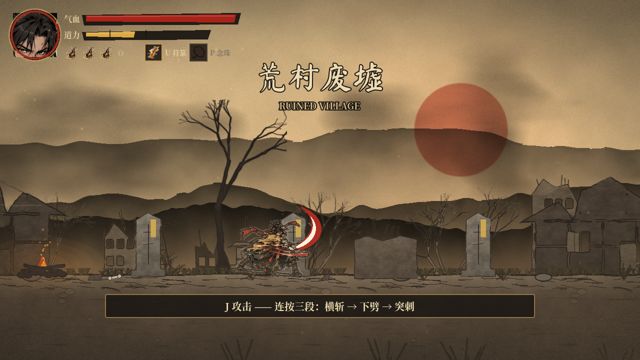 气血
道力
荒村废墟
RUINED VILLAGE
J 攻击 —— 连按三段：横斩 → 下劈 → 突刺